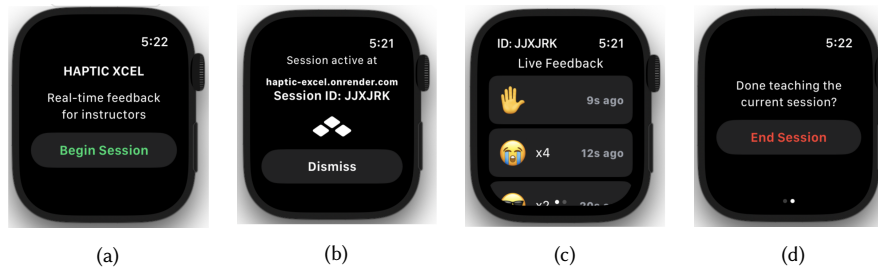 5:22
HAPTIC XCEL
Real-time feedback
for instructors
Begin Session
(a)
5:21
Session active at
haptic-excel.onrender.com
Session ID: JJXJRK
Dismiss
(b)
ID: JJXJRK 5:21
Live Feedback
9s ago
x4 12s ago
x2
(c)
5:22
Done teaching the
current session?
End Session
(d)